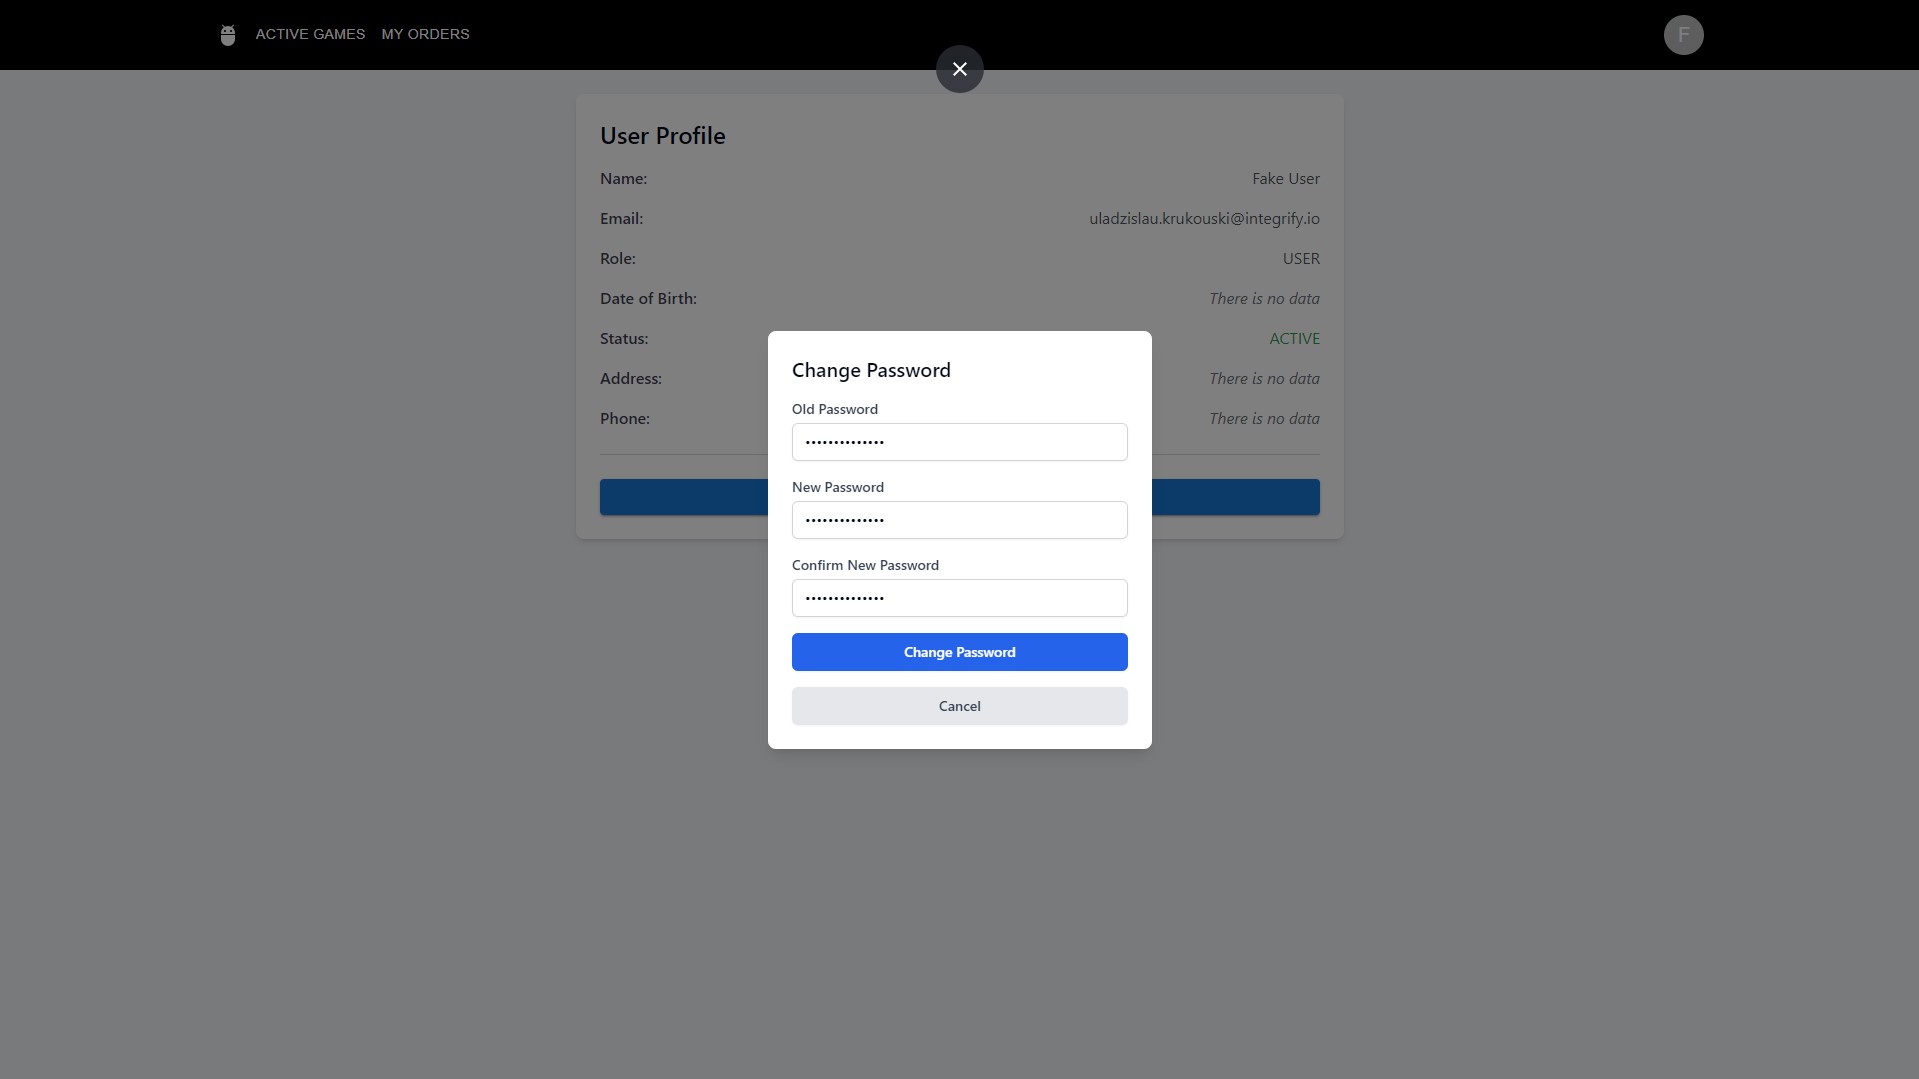 ACTIVE GAMES MY ORDERS
F
User Profile
Name: Fake User
Email: uladzislau.krukouski@integrify.io
Role: USER
Date of Birth: There is no data
Status: ACTIVE
Address: There is no data
Phone: There is no data
Change Password
Old Password
••••••••••••••
New Password
••••••••••••••
Confirm New Password
••••••••••••••
Change Password
Cancel